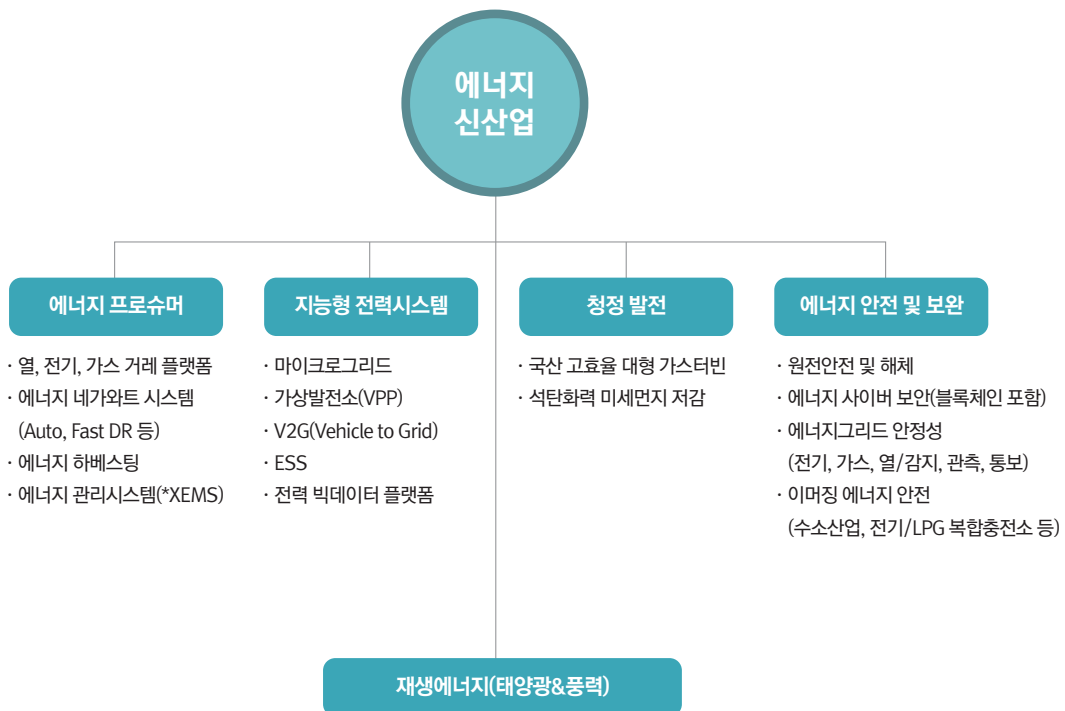 에너지
신산업
에너지 프로슈머
· 열, 전기, 가스 거레 플랫폼
· 에너지 네가와트 시스템
(Auto, Fast DR 등)
· 에너지 하베스팅
· 에너지 관리시스템(*XEMS)
지능형 전력시스템
· 마이크로그리드
· 가상발전소(VPP)
· V2G(Vehicle to Grid)
· ESS
· 전력 빅데이터 플랫폼
청정 발전
· 국산 고효율 대형 가스터빈
· 석탄화력 미세먼지 저감
에너지 안전 및 보완
· 원전안전 및 해체
· 에너지 사이버 보안(블록체인 포함)
· 에너지그리드 안정성
(전기, 가스, 열/감지, 관측, 통보)
· 이머징 에너지 안전
(수소산업, 전기/LPG 복합충전소 등)
재생에너지(태양광&풍력)